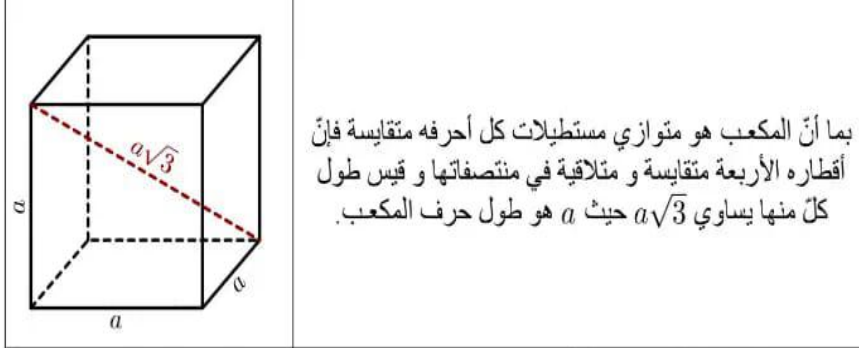 بما أنّ المكعب هو متوازي مستطيلات كل أحرفه متقايسة فإنّ
أقطاره الأربعة متقايسة و متلاقية في منتصفاتها و قيس طول
كلّ منها يساوي a√3 حيث a هو طول حرف المكعب.
a√3
a
a
a